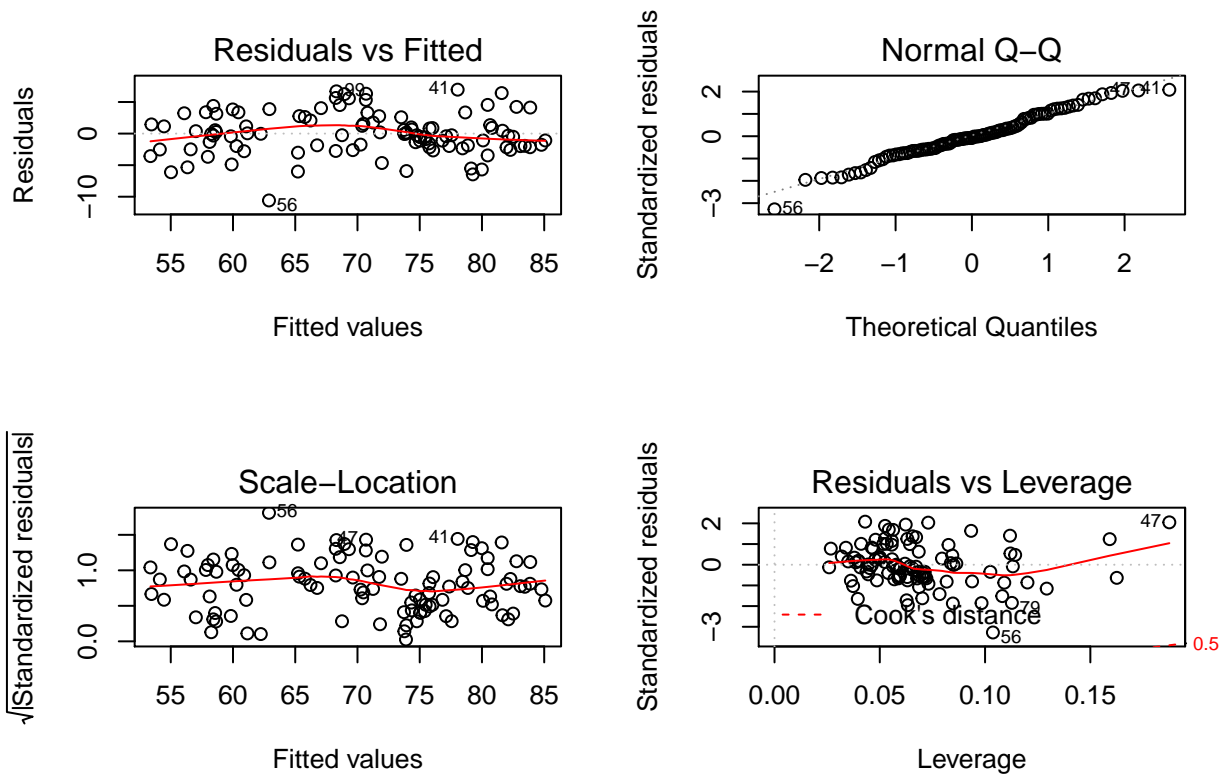 Residuals vs Fitted
Residuals
0
−10
99
41
56
55 60 65 70 75 80 85
Fitted values
Normal Q−Q
Standardized residuals
2
0
−3
47 41
56
−2 −1 0 1 2
Theoretical Quantiles
Scale−Location
√|Standardized residuals|
1.0
0.0
56
47
41
55 60 65 70 75 80 85
Fitted values
Residuals vs Leverage
Standardized residuals
2
0
−3
47
79
Cook's distance
56
0.5
0.00 0.05 0.10 0.15
Leverage